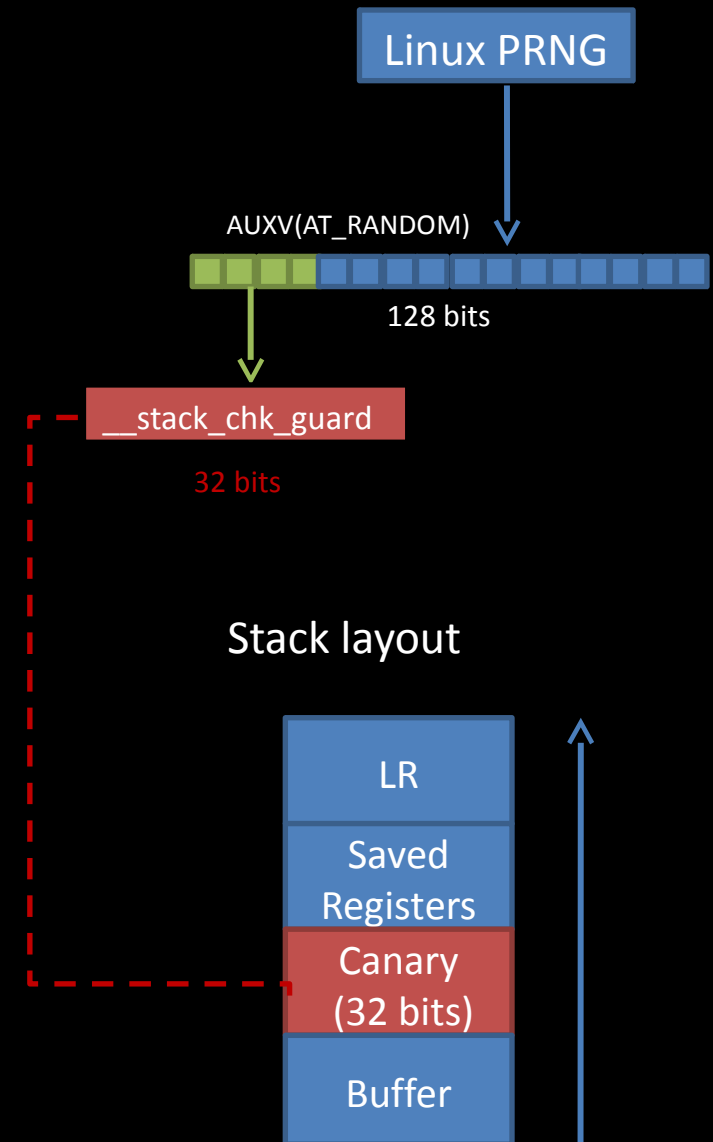 Linux PRNG
AUXV(AT_RANDOM)
128 bits
__stack_chk_guard
32 bits
Stack layout
LR
Saved
Registers
Canary
(32 bits)
Buffer